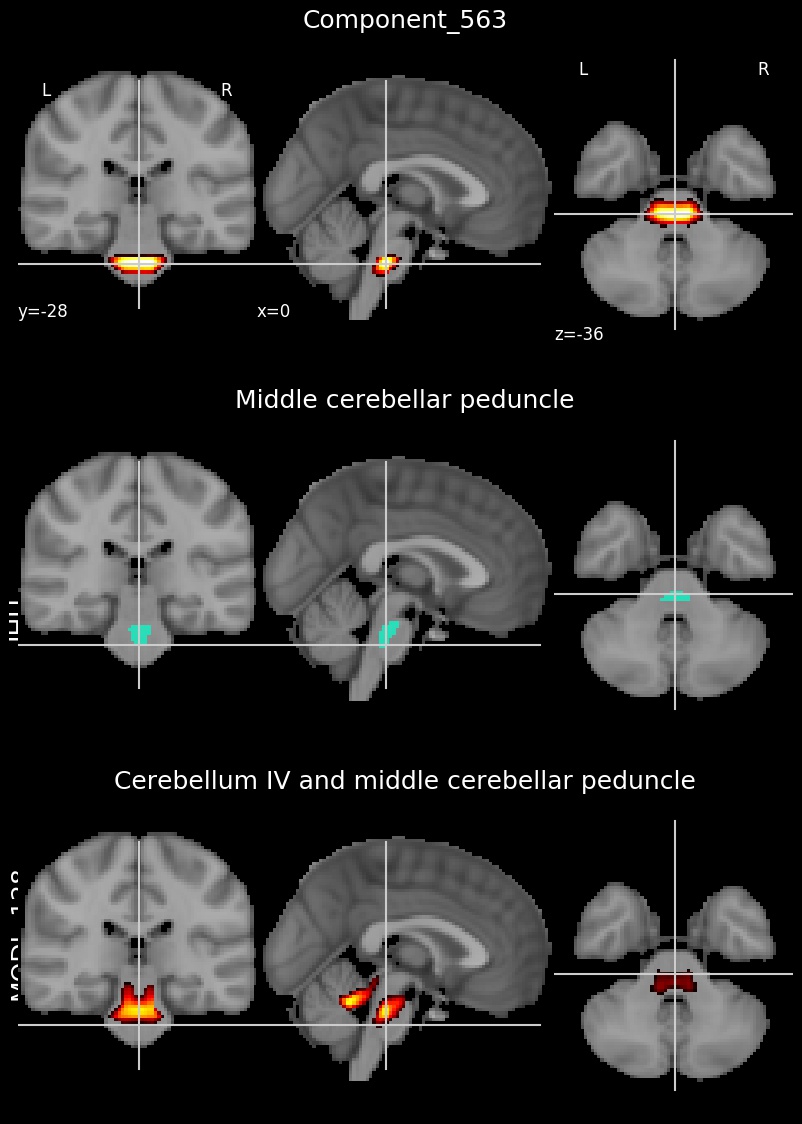 Component_563
L R L R
y=-28 x=0 z=-36
Middle cerebellar peduncle
Cerebellum IV and middle cerebellar peduncle